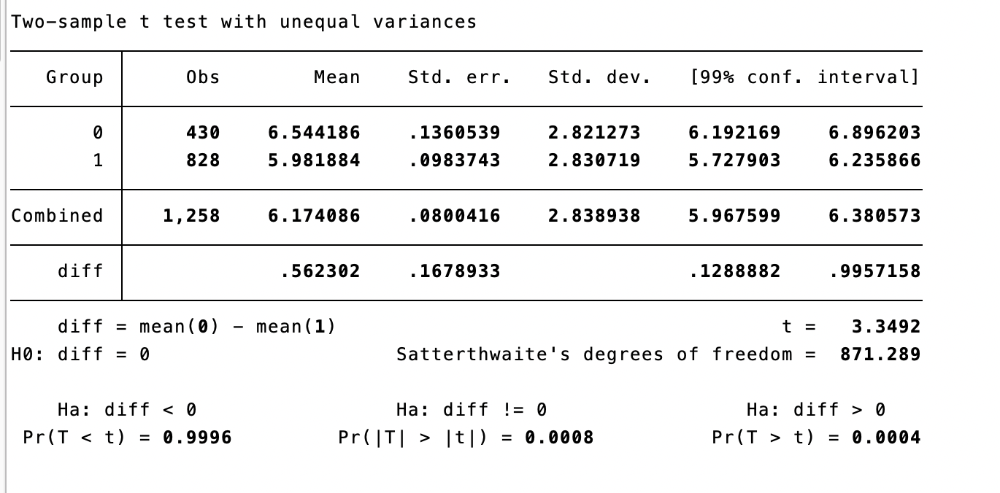 Two-sample t test with unequal variances
Group Obs Mean Std. err. Std. dev. [99% conf. interval]
0 430 6.544186 .1360539 2.821273 6.192169 6.896203
1 828 5.981884 .0983743 2.830719 5.727903 6.235866
Combined 1,258 6.174086 .0800416 2.838938 5.967599 6.380573
diff .562302 .1678933 .1288882 .9957158
diff = mean(0) - mean(1) t = 3.3492
H0: diff = 0 Satterthwaite's degrees of freedom = 871.289
Ha: diff < 0 Ha: diff != 0 Ha: diff > 0
Pr(T < t) = 0.9996 Pr(|T| > |t|) = 0.0008 Pr(T > t) = 0.0004